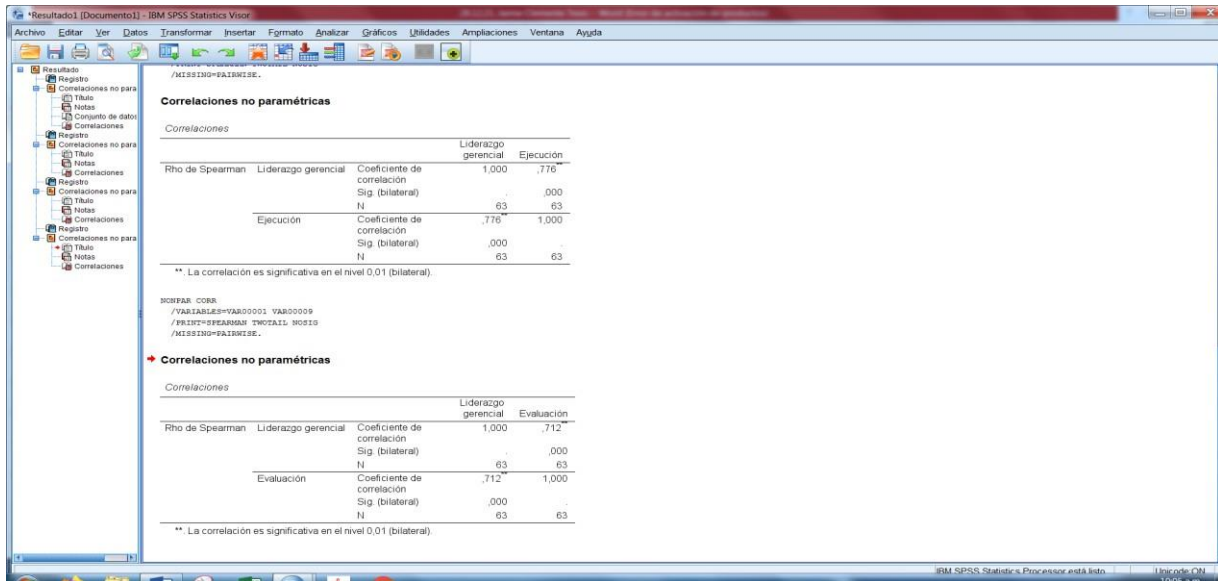 *Resultado1 [Documento1] - IBM SPSS Statistics Visor
Archivo Editar Ver Datos Transformar Insertar Formato Analizar Gráficos Utilidades Ampliaciones Ventana Ayuda
Resultado
Registro
Correlaciones no para
Título
Notas
Conjunto de datos
Correlaciones
Registro
Correlaciones no para
Título
Notas
Correlaciones
Registro
Correlaciones no para
Título
Notas
Correlaciones
Registro
Correlaciones no para
Título
Notas
Correlaciones
/PRINT=SPEARMAN TWOTAIL NOSIG
/MISSING=PAIRWISE.
Correlaciones no paramétricas
Correlaciones
Liderazgo gerencial Ejecución
Rho de Spearman Liderazgo gerencial Coeficiente de correlación 1,000 ,776**
Sig. (bilateral) . ,000
N 63 63
Ejecución Coeficiente de correlación ,776** 1,000
Sig. (bilateral) ,000 .
N 63 63
**. La correlación es significativa en el nivel 0,01 (bilateral).
NONPAR CORR
/VARIABLES=VAR00001 VAR00009
/PRINT=SPEARMAN TWOTAIL NOSIG
/MISSING=PAIRWISE.
Correlaciones no paramétricas
Correlaciones
Liderazgo gerencial Evaluación
Rho de Spearman Liderazgo gerencial Coeficiente de correlación 1,000 ,712**
Sig. (bilateral) . ,000
N 63 63
Evaluación Coeficiente de correlación ,712** 1,000
Sig. (bilateral) ,000 .
N 63 63
**. La correlación es significativa en el nivel 0,01 (bilateral).
IBM SPSS Statistics Processor está listo Unicode:ON